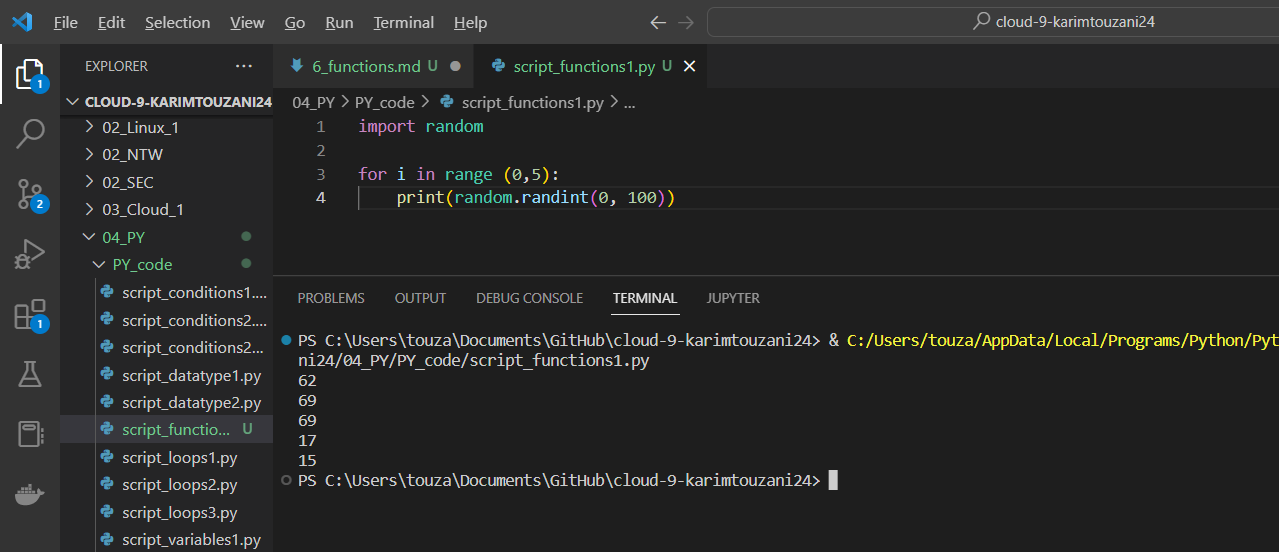 File Edit Selection View Go Run Terminal Help ← → cloud-9-karimtouzani24
EXPLORER ...
6_functions.md U ●
script_functions1.py U ×
1
2
1
CLOUD-9-KARIMTOUZANI24
02_Linux_1
02_NTW
02_SEC
03_Cloud_1
04_PY
PY_code
script_conditions1....
script_conditions2....
script_conditions2...
script_datatype1.py
script_datatype2.py
script_functio... U
script_loops1.py
script_loops2.py
script_loops3.py
script_variables1.py
04_PY > PY_code > script_functions1.py > ...
1 import random
2
3 for i in range (0,5):
4 print(random.randint(0, 100))
PROBLEMS OUTPUT DEBUG CONSOLE TERMINAL JUPYTER
PS C:\Users\touza\Documents\GitHub\cloud-9-karimtouzani24> & C:/Users/touza/AppData/Local/Programs/Python/Pyt
ni24/04_PY/PY_code/script_functions1.py
62
69
69
17
15
PS C:\Users\touza\Documents\GitHub\cloud-9-karimtouzani24>